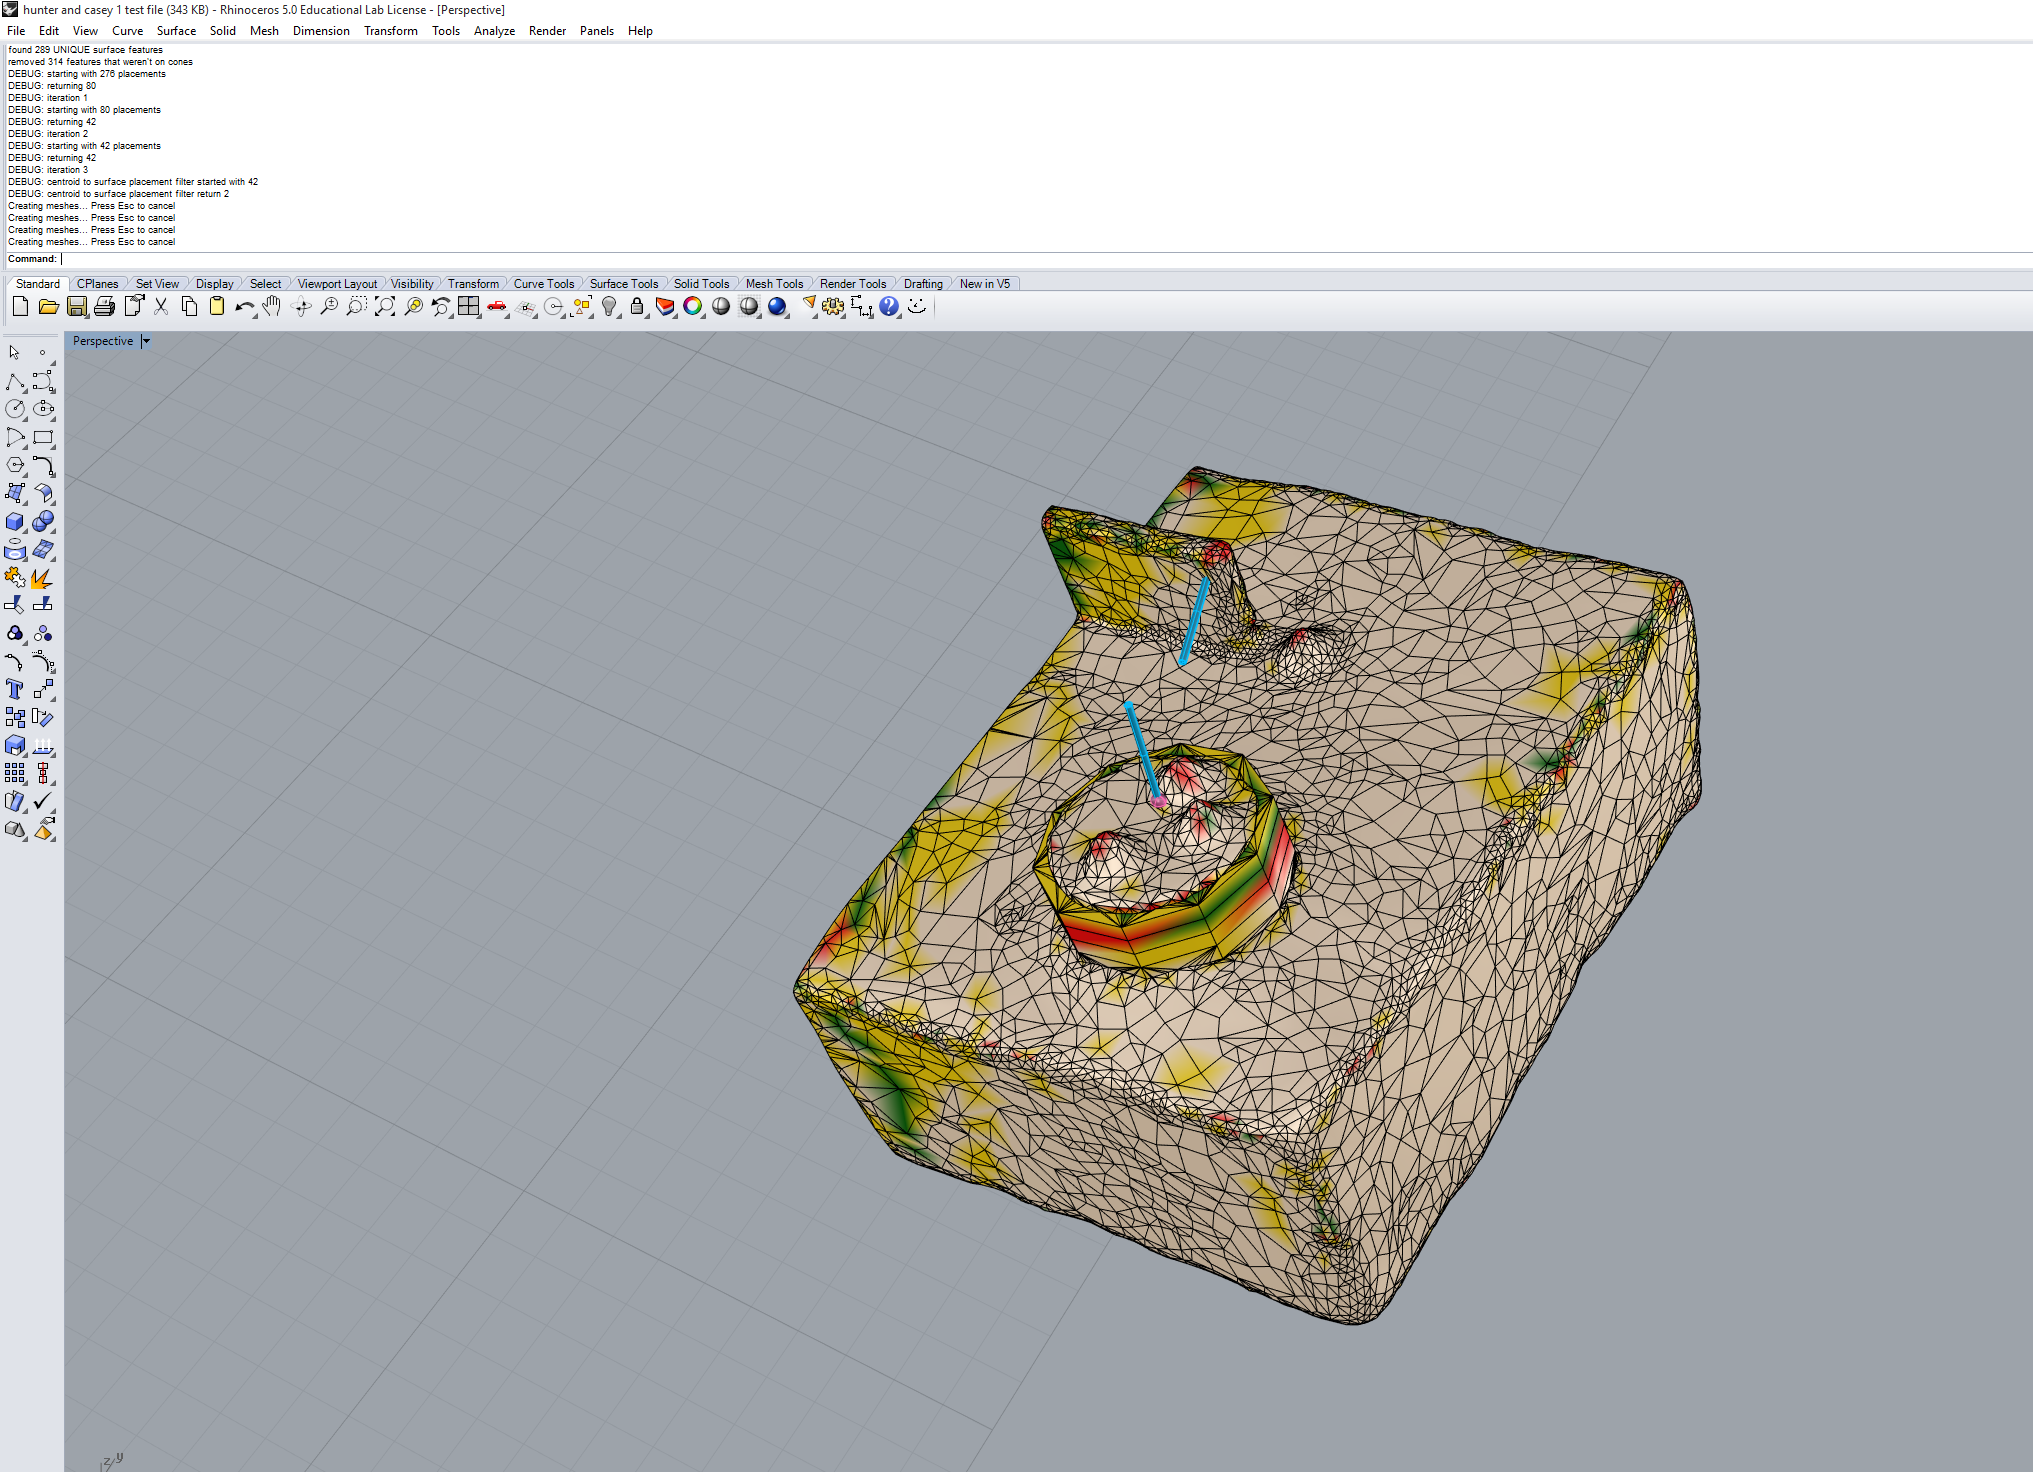 hunter and casey 1 test file (343 KB) - Rhinoceros 5.0 Educational Lab License - [Perspective]
File Edit View Curve Surface Solid Mesh Dimension Transform Tools Analyze Render Panels Help
found 289 UNIQUE surface features
removed 314 features that weren't on cones
DEBUG: starting with 276 placements
DEBUG: returning 80
DEBUG: iteration 1
DEBUG: starting with 80 placements
DEBUG: returning 42
DEBUG: iteration 2
DEBUG: starting with 42 placements
DEBUG: returning 42
DEBUG: iteration 3
DEBUG: centroid to surface placement filter started with 42
DEBUG: centroid to surface placement filter return 2
Creating meshes... Press Esc to cancel
Creating meshes... Press Esc to cancel
Creating meshes... Press Esc to cancel
Creating meshes... Press Esc to cancel
Command:
Standard CPlanes Set View Display Select Viewport Layout Visibility Transform Curve Tools Surface Tools Solid Tools Mesh Tools Render Tools Drafting New in V5
Perspective
z y